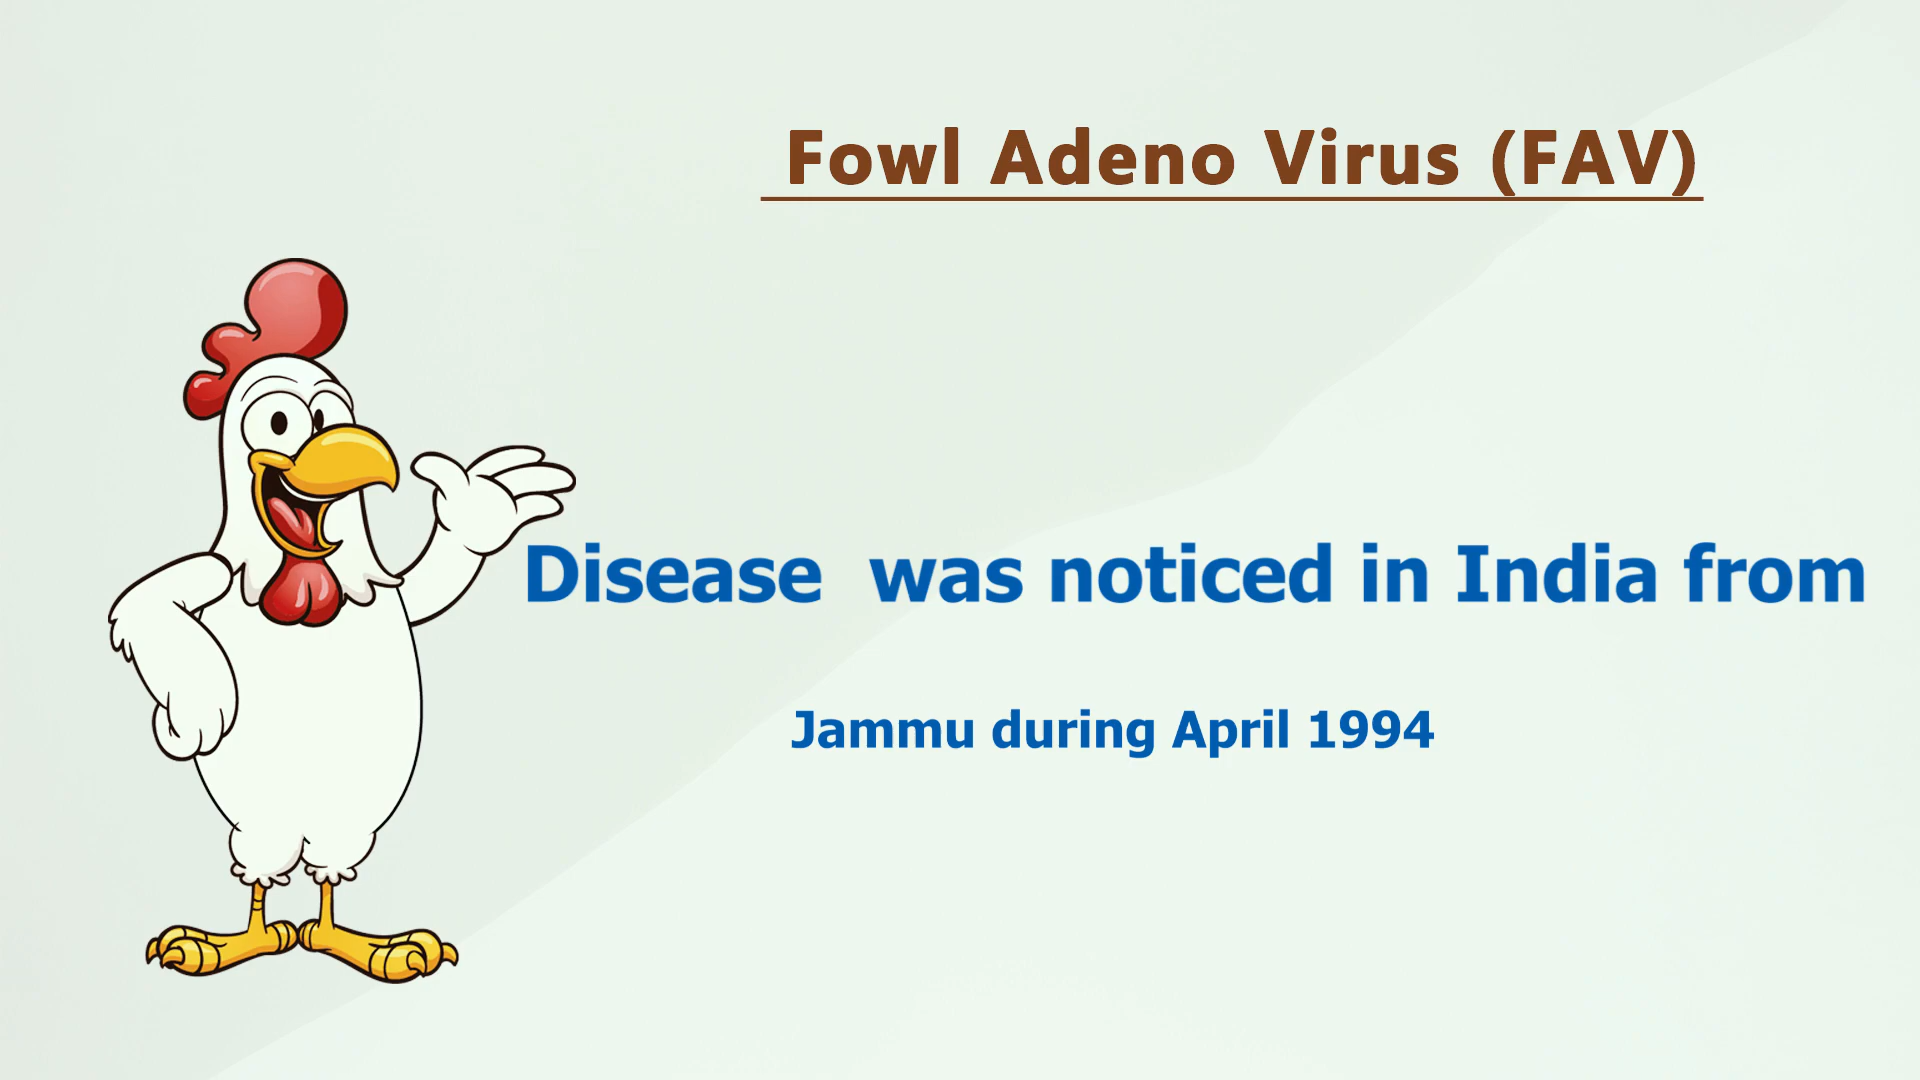 Fowl Adeno Virus (FAV)
Disease was noticed in India from
Jammu during April 1994